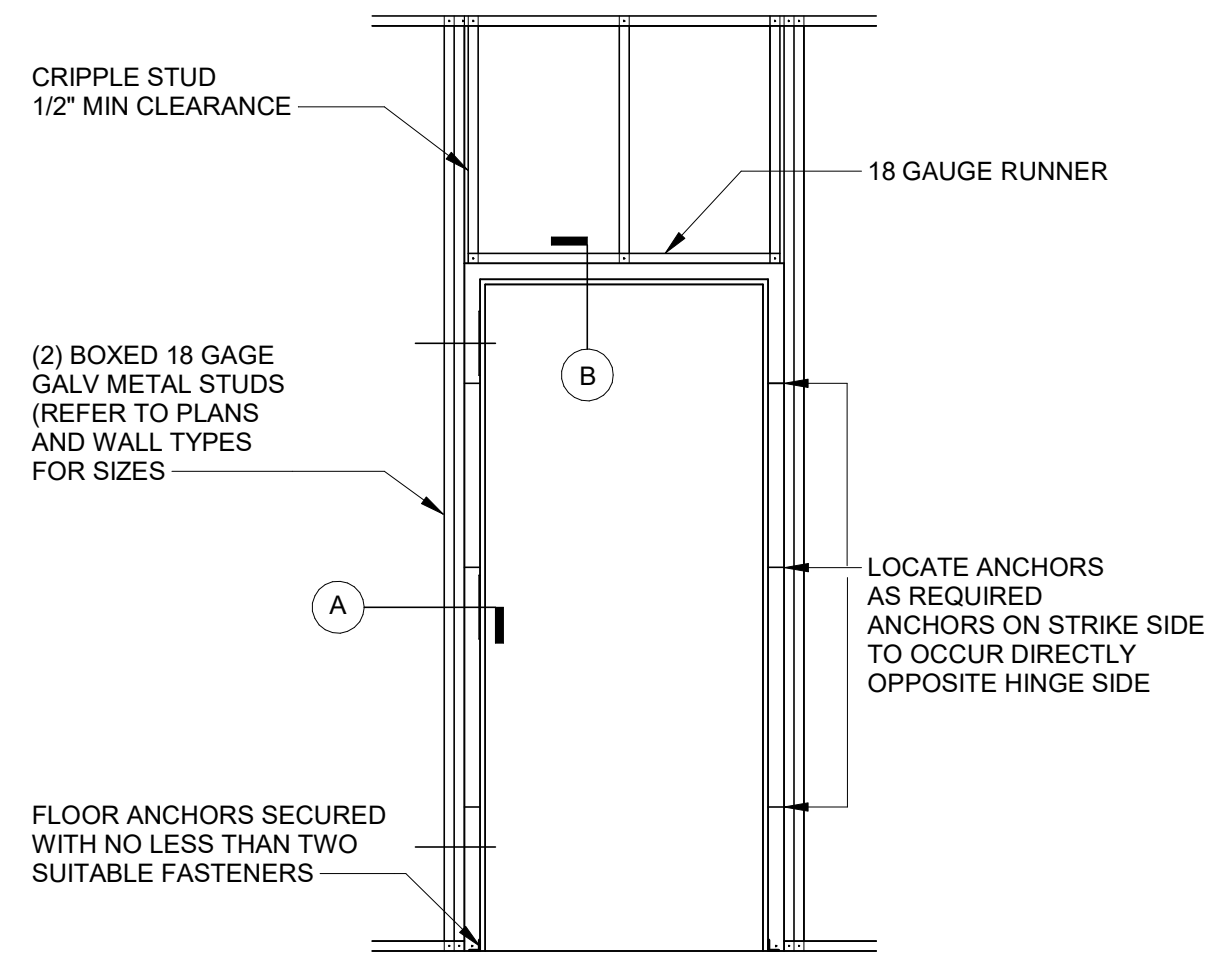 CRIPPLE STUD
1/2" MIN CLEARANCE
18 GAUGE RUNNER
(2) BOXED 18 GAGE
GALV METAL STUDS
(REFER TO PLANS
AND WALL TYPES
FOR SIZES
B
A
LOCATE ANCHORS
AS REQUIRED
ANCHORS ON STRIKE SIDE
TO OCCUR DIRECTLY
OPPOSITE HINGE SIDE
FLOOR ANCHORS SECURED
WITH NO LESS THAN TWO
SUITABLE FASTENERS